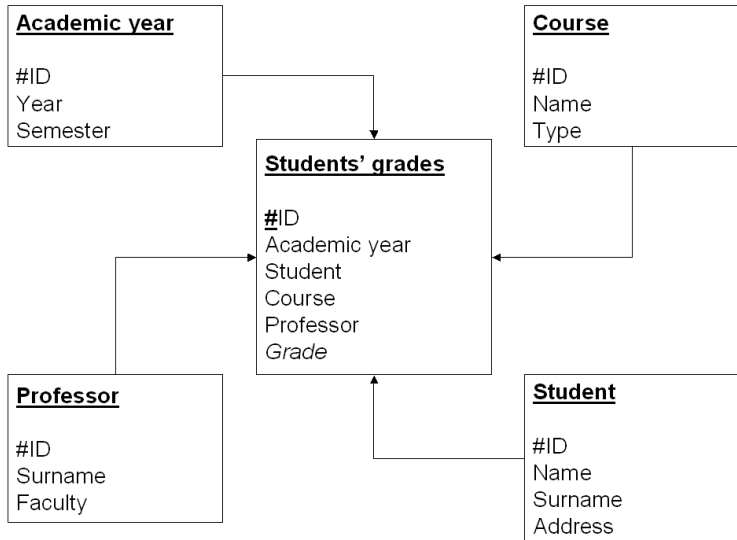 Academic year
#ID
Year
Semester
Course
#ID
Name
Type
Students' grades
#ID
Academic year
Student
Course
Professor
Grade
Professor
#ID
Surname
Faculty
Student
#ID
Name
Surname
Address